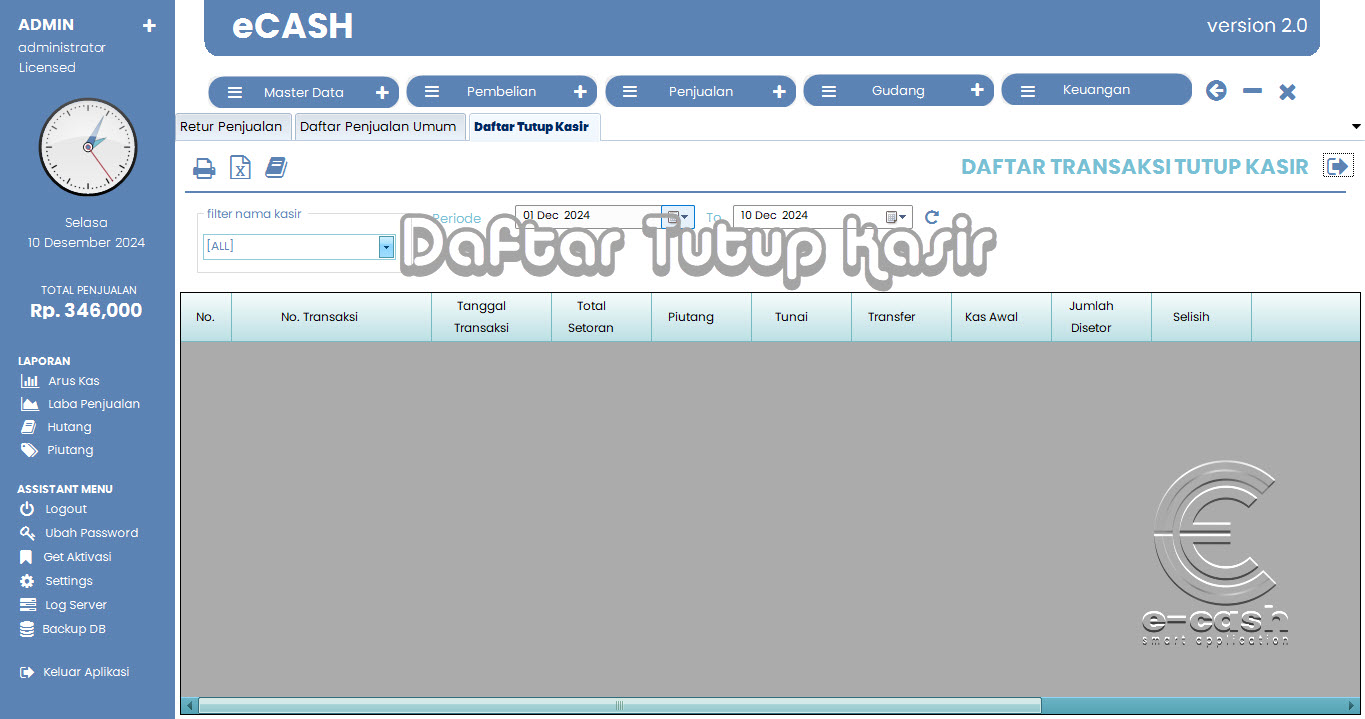 ADMIN
administrator
Licensed
Selasa
10 Desember 2024
TOTAL PENJUALAN
Rp. 346,000
LAPORAN
Arus Kas
Laba Penjualan
Hutang
Piutang
ASSISTANT MENU
Logout
Ubah Password
Get Aktivasi
Settings
Log Server
Backup DB
Keluar Aplikasi
eCASH
version 2.0
Master Data
Pembelian
Penjualan
Gudang
Keuangan
Retur Penjualan
Daftar Penjualan Umum
Daftar Tutup Kasir
DAFTAR TRANSAKSI TUTUP KASIR
filter nama kasir
[ALL]
Periode
01 Dec 2024
To
10 Dec 2024
Daftar Tutup Kasir
No.
No. Transaksi
Tanggal
Transaksi
Total
Setoran
Piutang
Tunai
Transfer
Kas Awal
Jumlah
Disetor
Selisih
e-cash
smart application